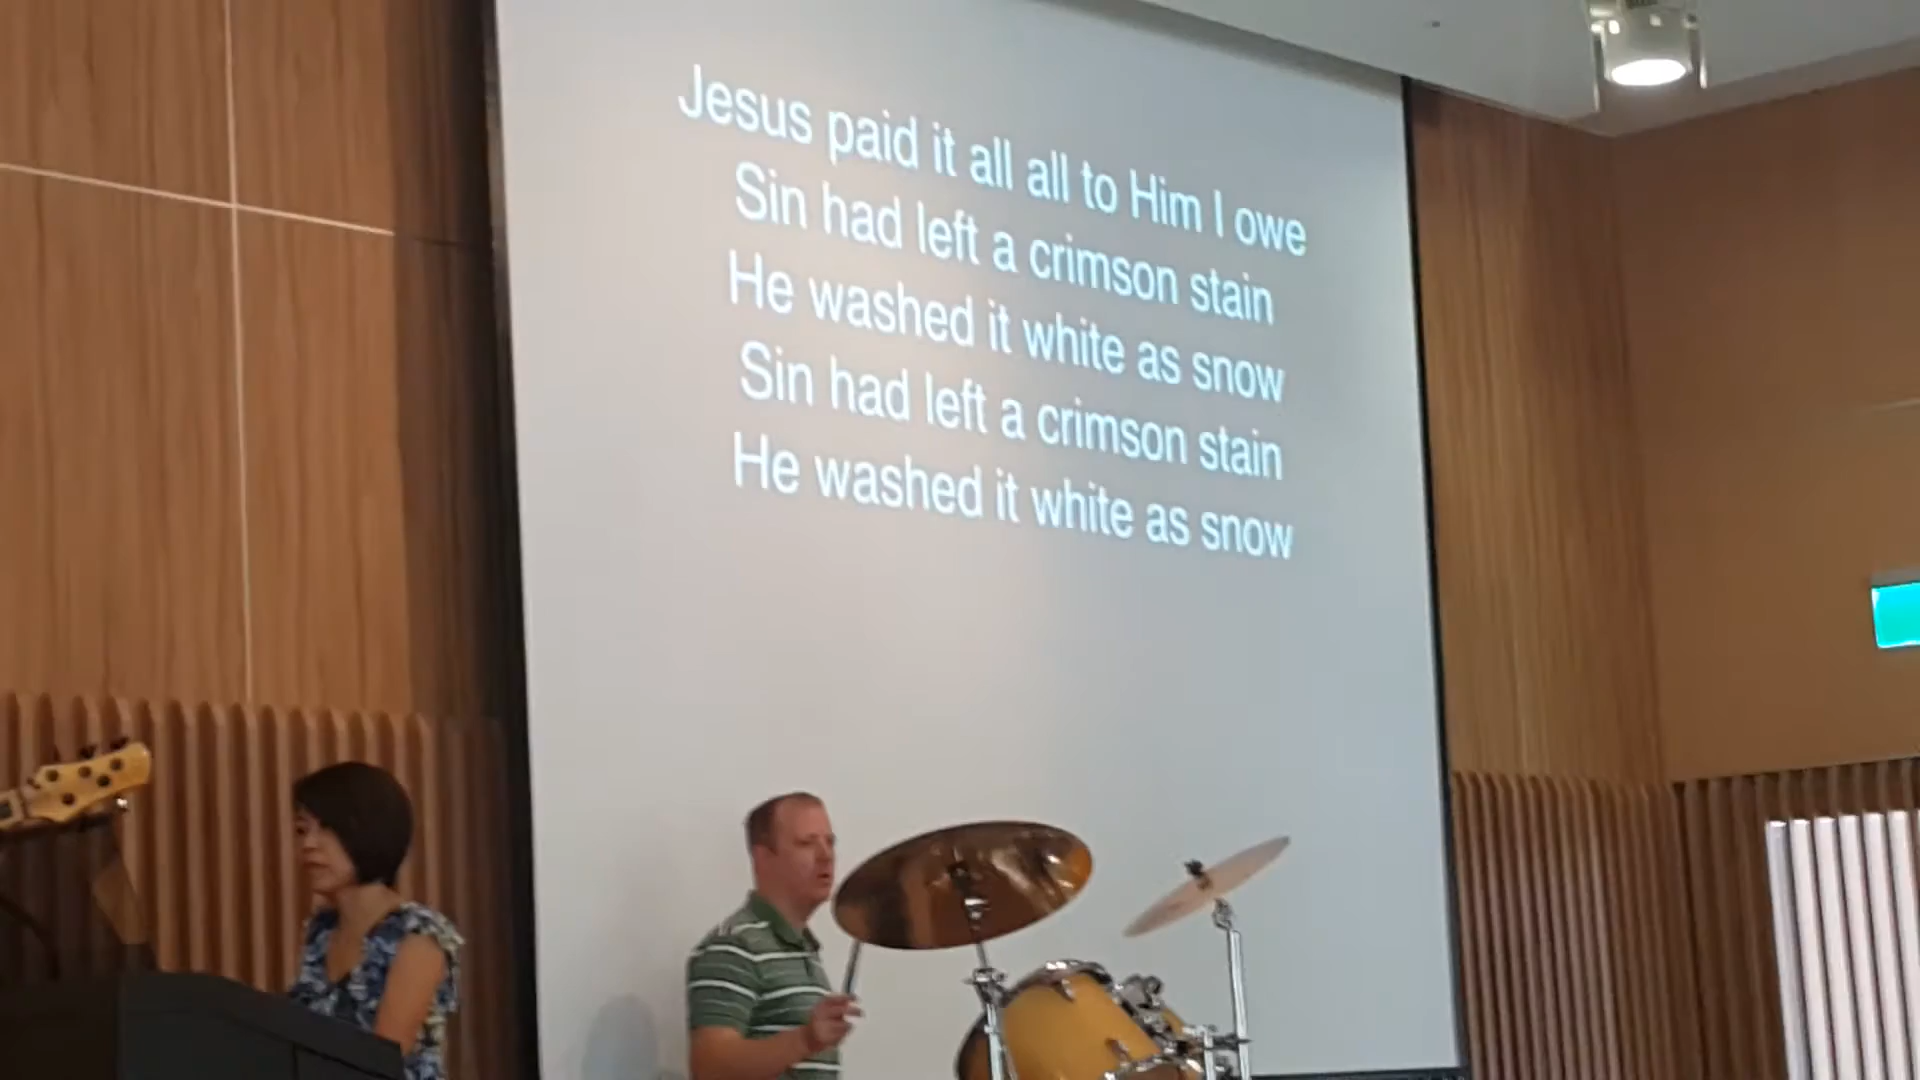 Jesus paid it all all to Him I owe
Sin had left a crimson stain
He washed it white as snow
Sin had left a crimson stain
He washed it white as snow